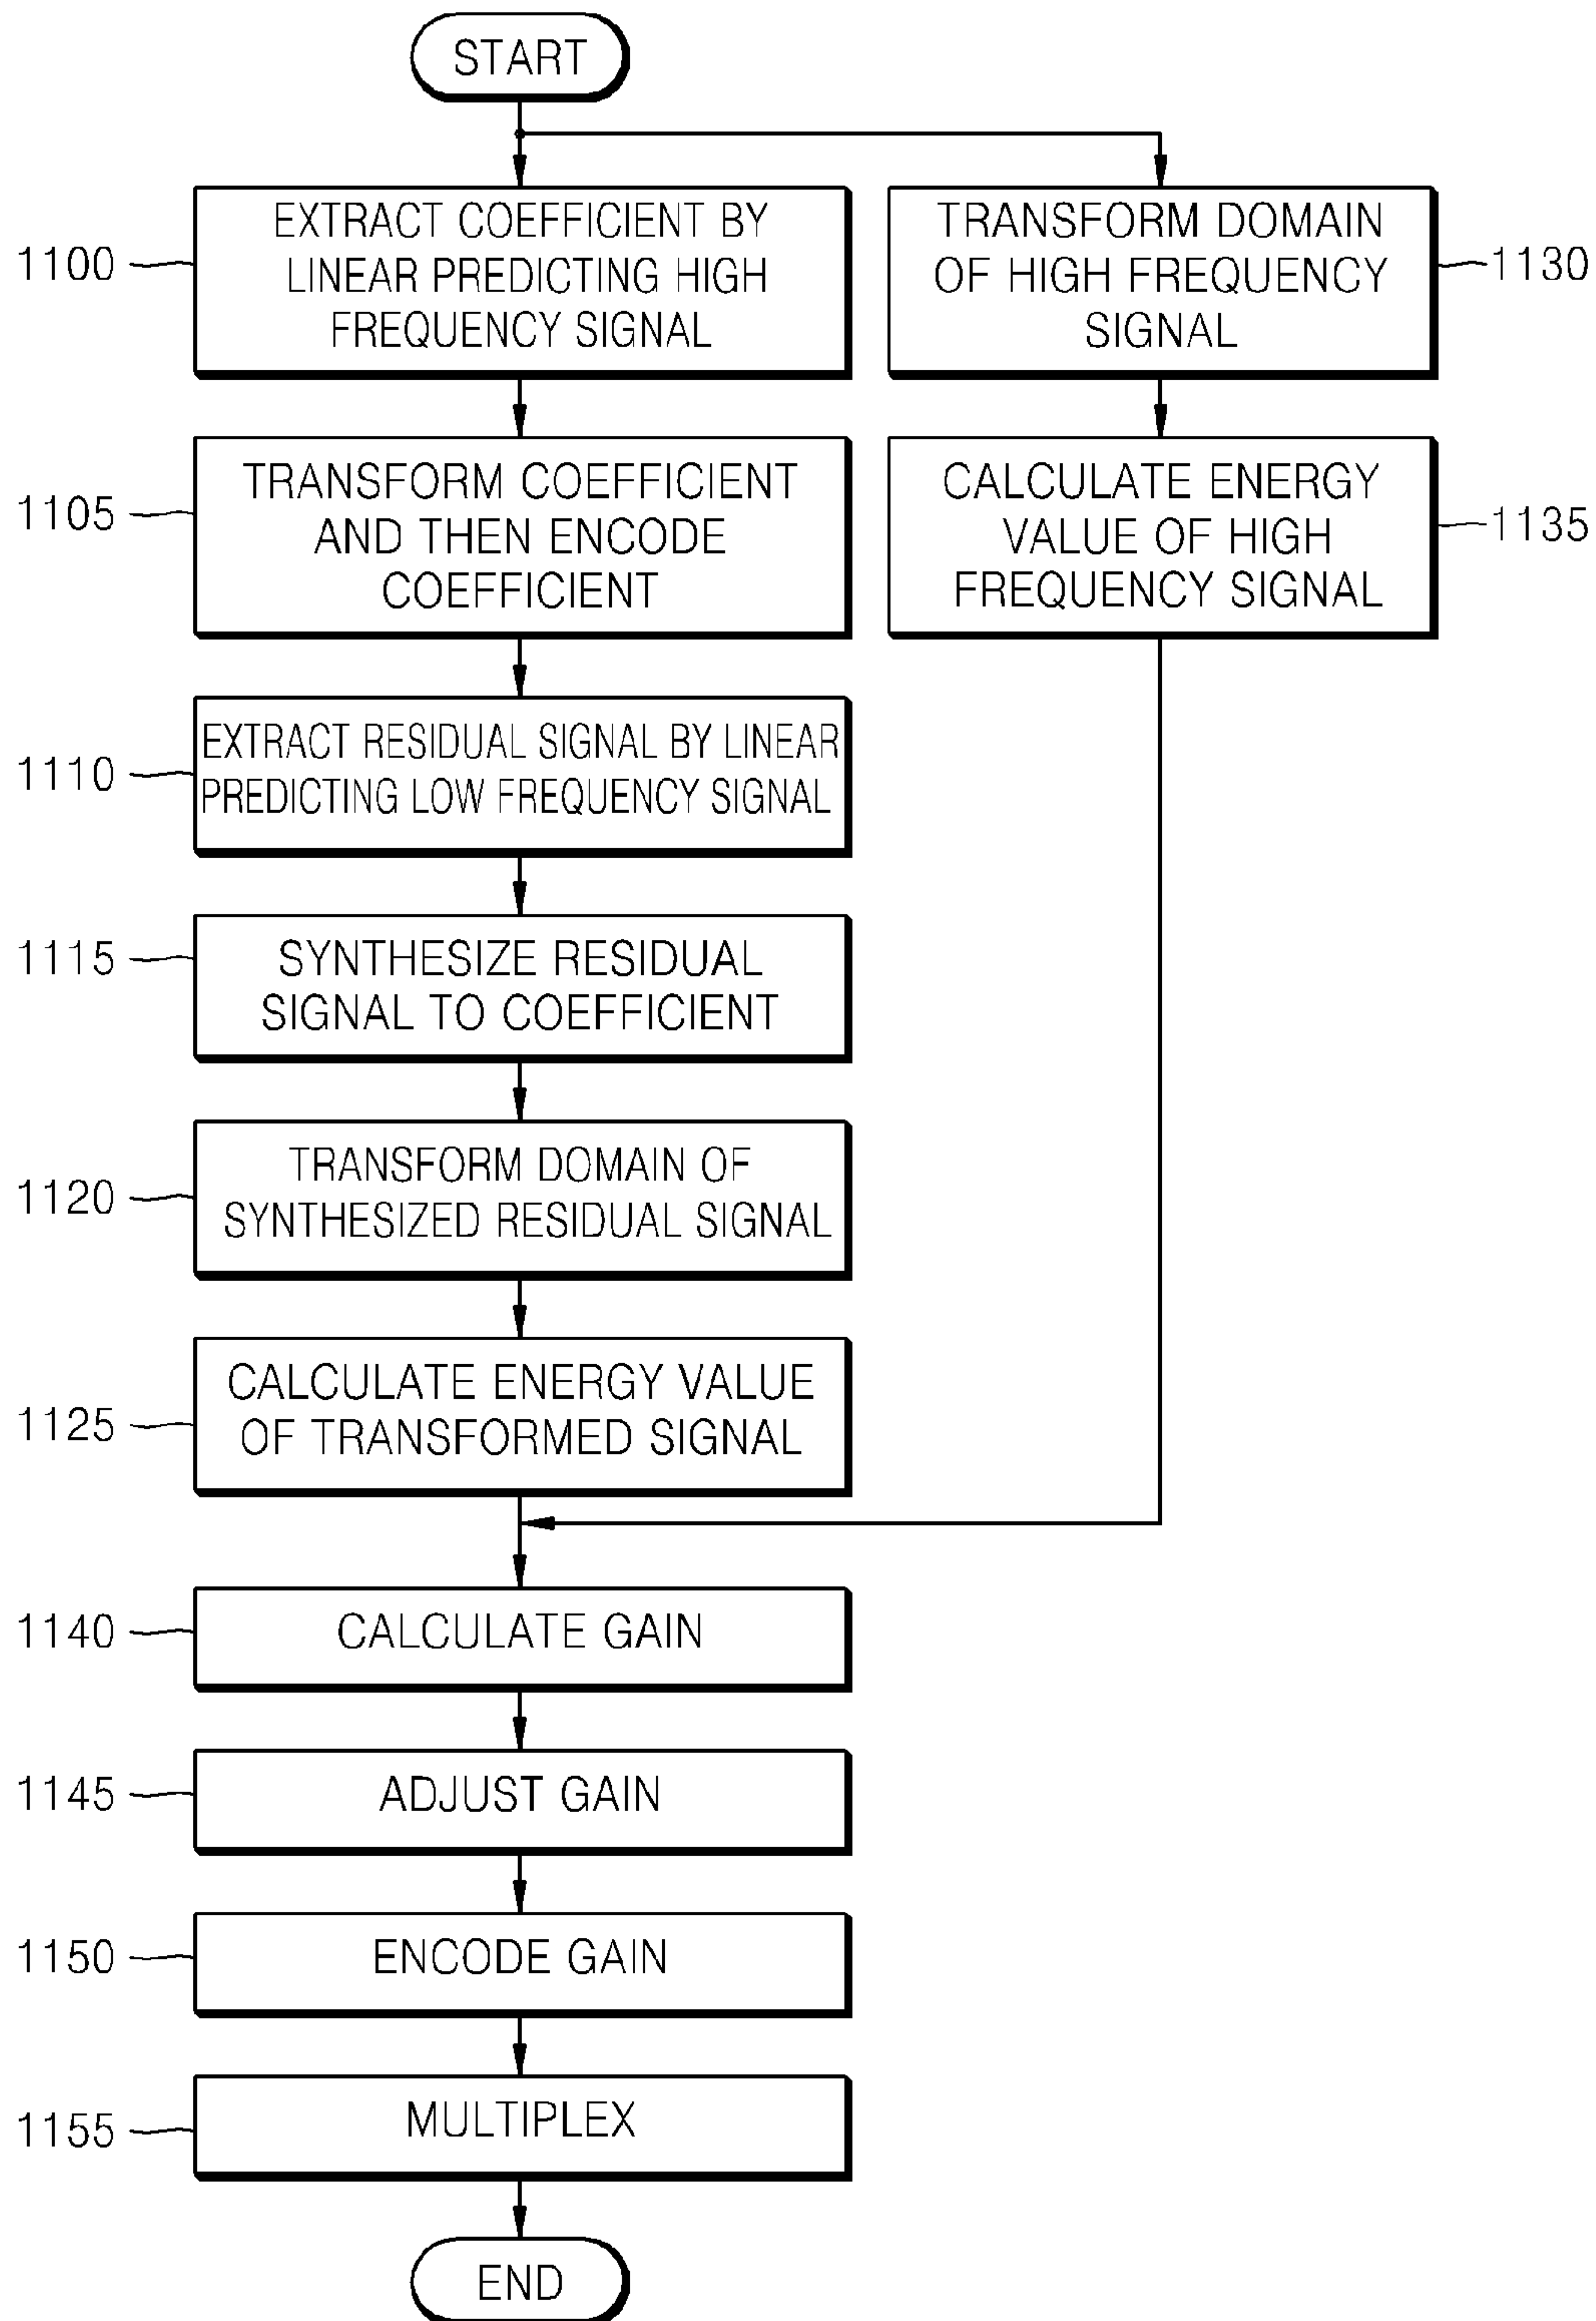 START
1100
EXTRACT COEFFICIENT BY
LINEAR PREDICTING HIGH
FREQUENCY SIGNAL
TRANSFORM DOMAIN
OF HIGH FREQUENCY
SIGNAL
1130
1105
TRANSFORM COEFFICIENT
AND THEN ENCODE
COEFFICIENT
CALCULATE ENERGY
VALUE OF HIGH
FREQUENCY SIGNAL
1135
1110
EXTRACT RESIDUAL SIGNAL BY LINEAR
PREDICTING LOW FREQUENCY SIGNAL
1115
SYNTHESIZE RESIDUAL
SIGNAL TO COEFFICIENT
1120
TRANSFORM DOMAIN OF
SYNTHESIZED RESIDUAL SIGNAL
1125
CALCULATE ENERGY VALUE
OF TRANSFORMED SIGNAL
1140
CALCULATE GAIN
1145
ADJUST GAIN
1150
ENCODE GAIN
1155
MULTIPLEX
END